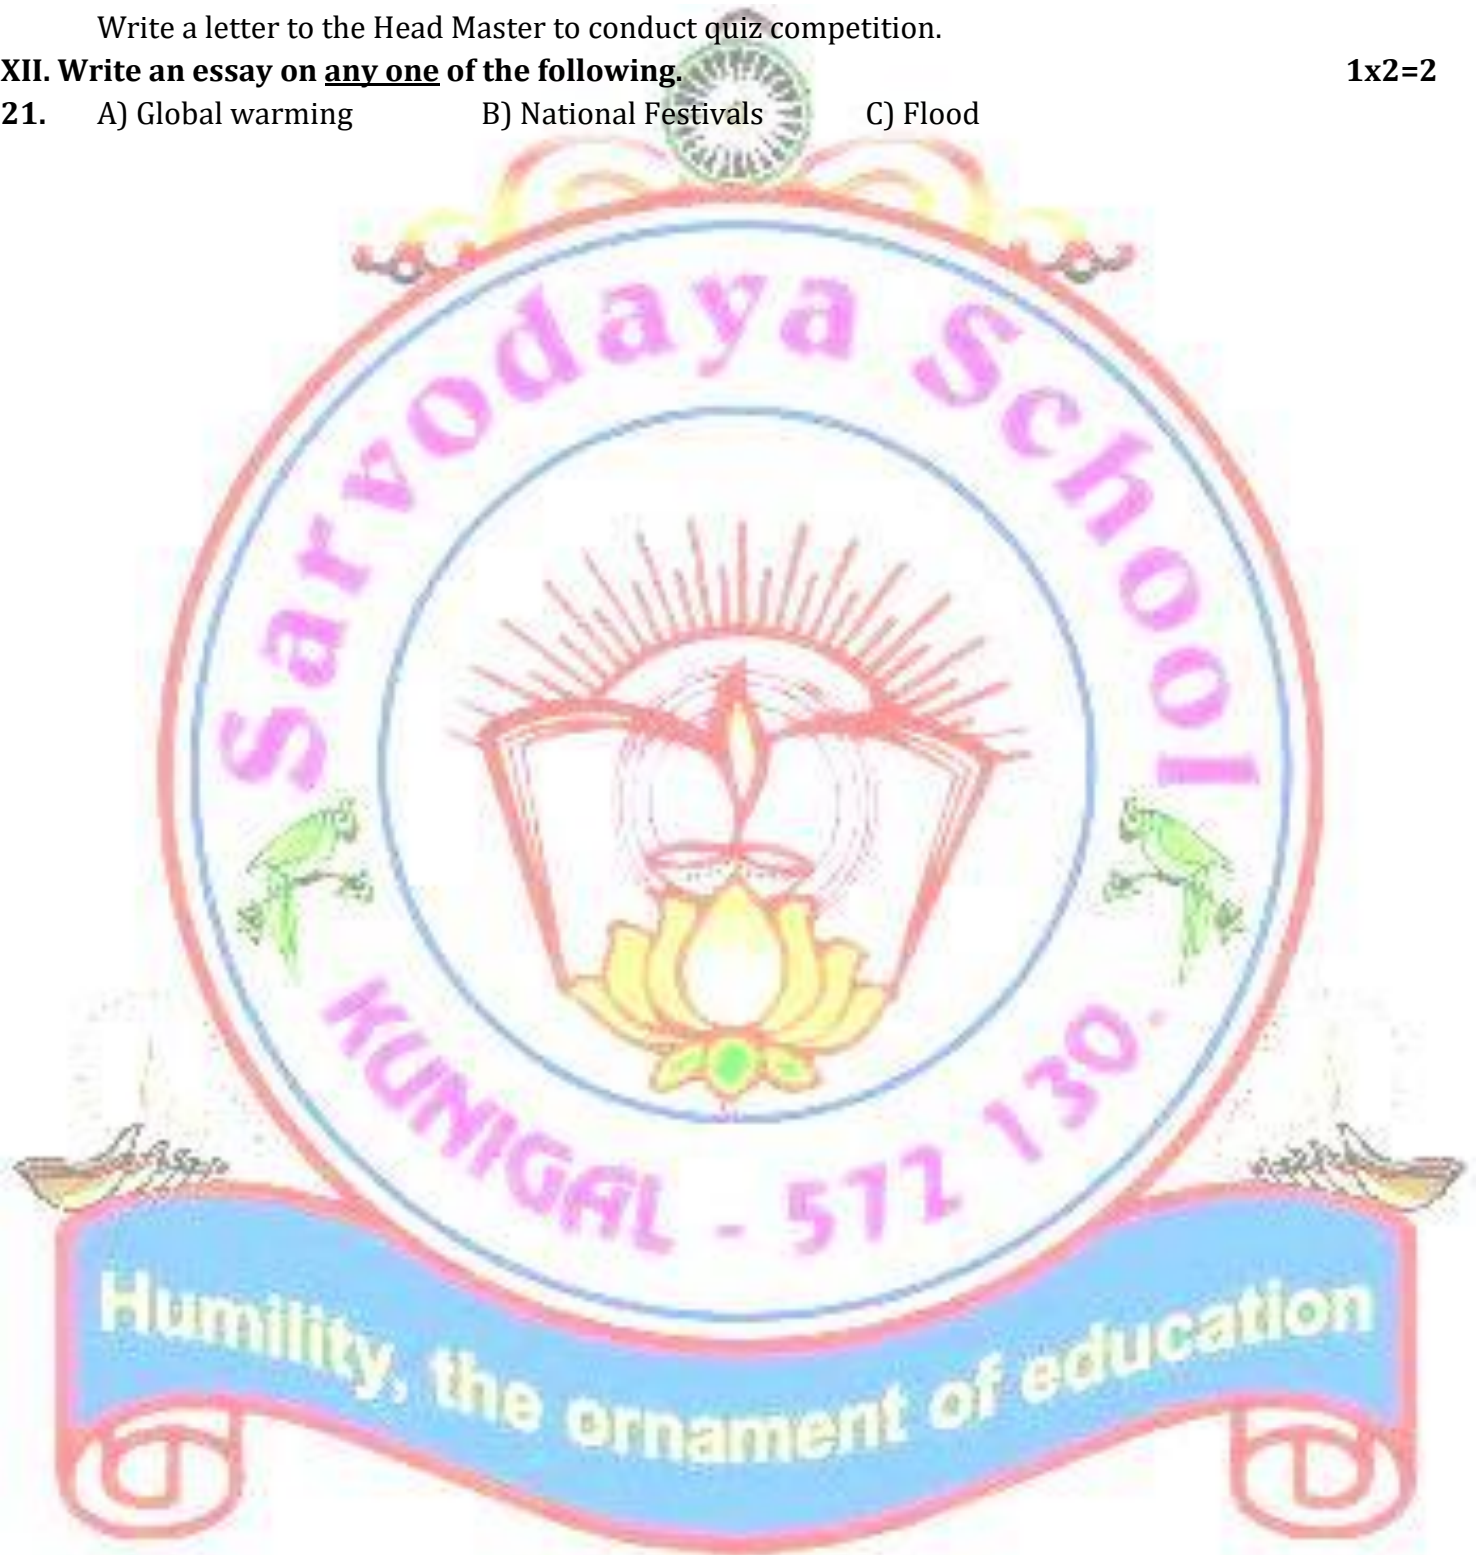 Write a letter to the Head Master to conduct quiz competition.
XII. Write an essay on any one of the following. 1x2=2
21. A) Global warming B) National Festivals C) Flood
Sarvodaya School
KUNIGAL - 572 130.
Humility, the ornament of education